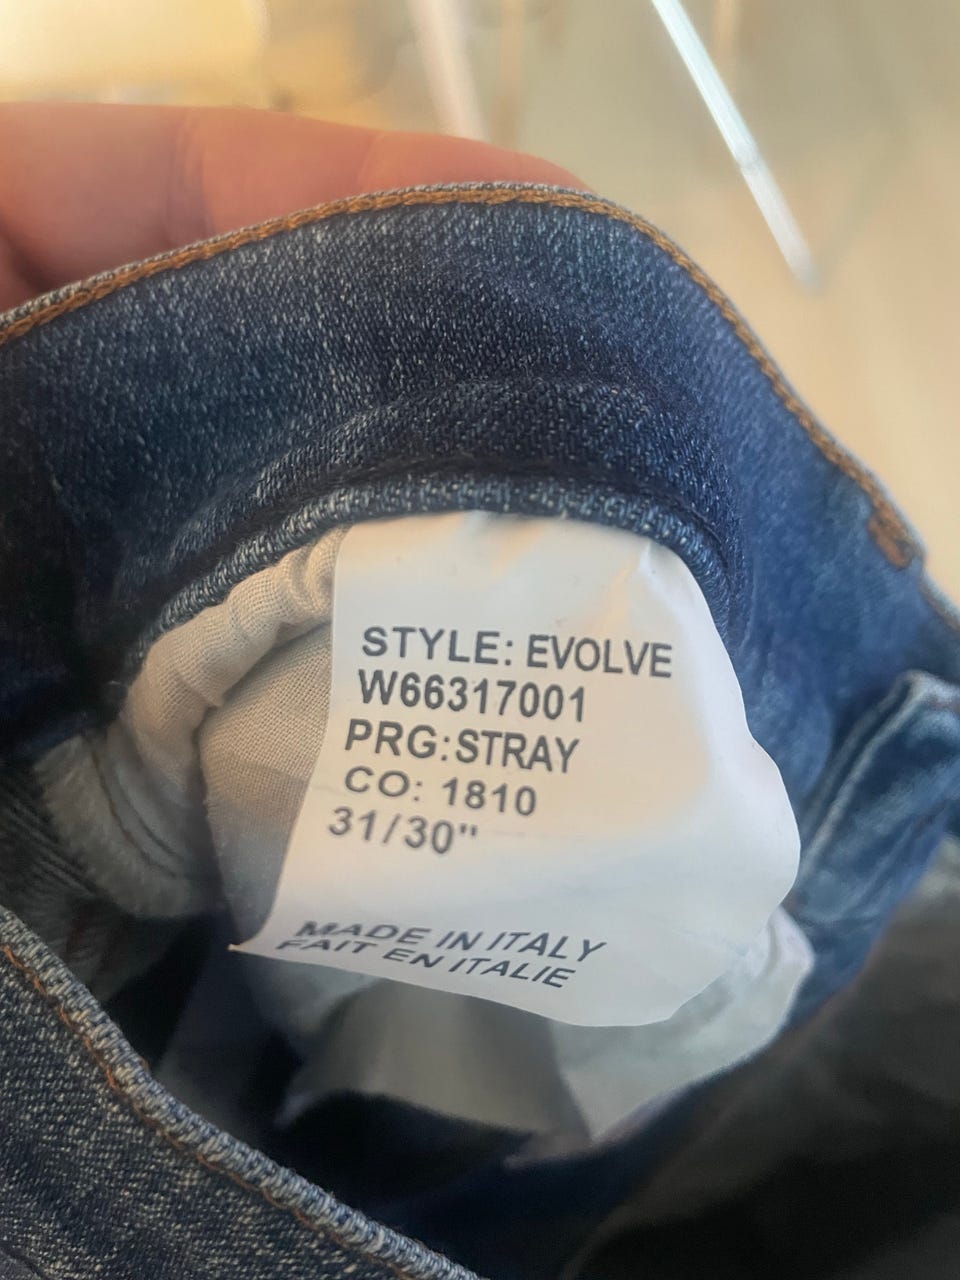 STYLE: EVOLVE
W66317001
PRG:STRAY
CO: 1810
31/30"
MADE IN ITALY
FAIT EN ITALIE